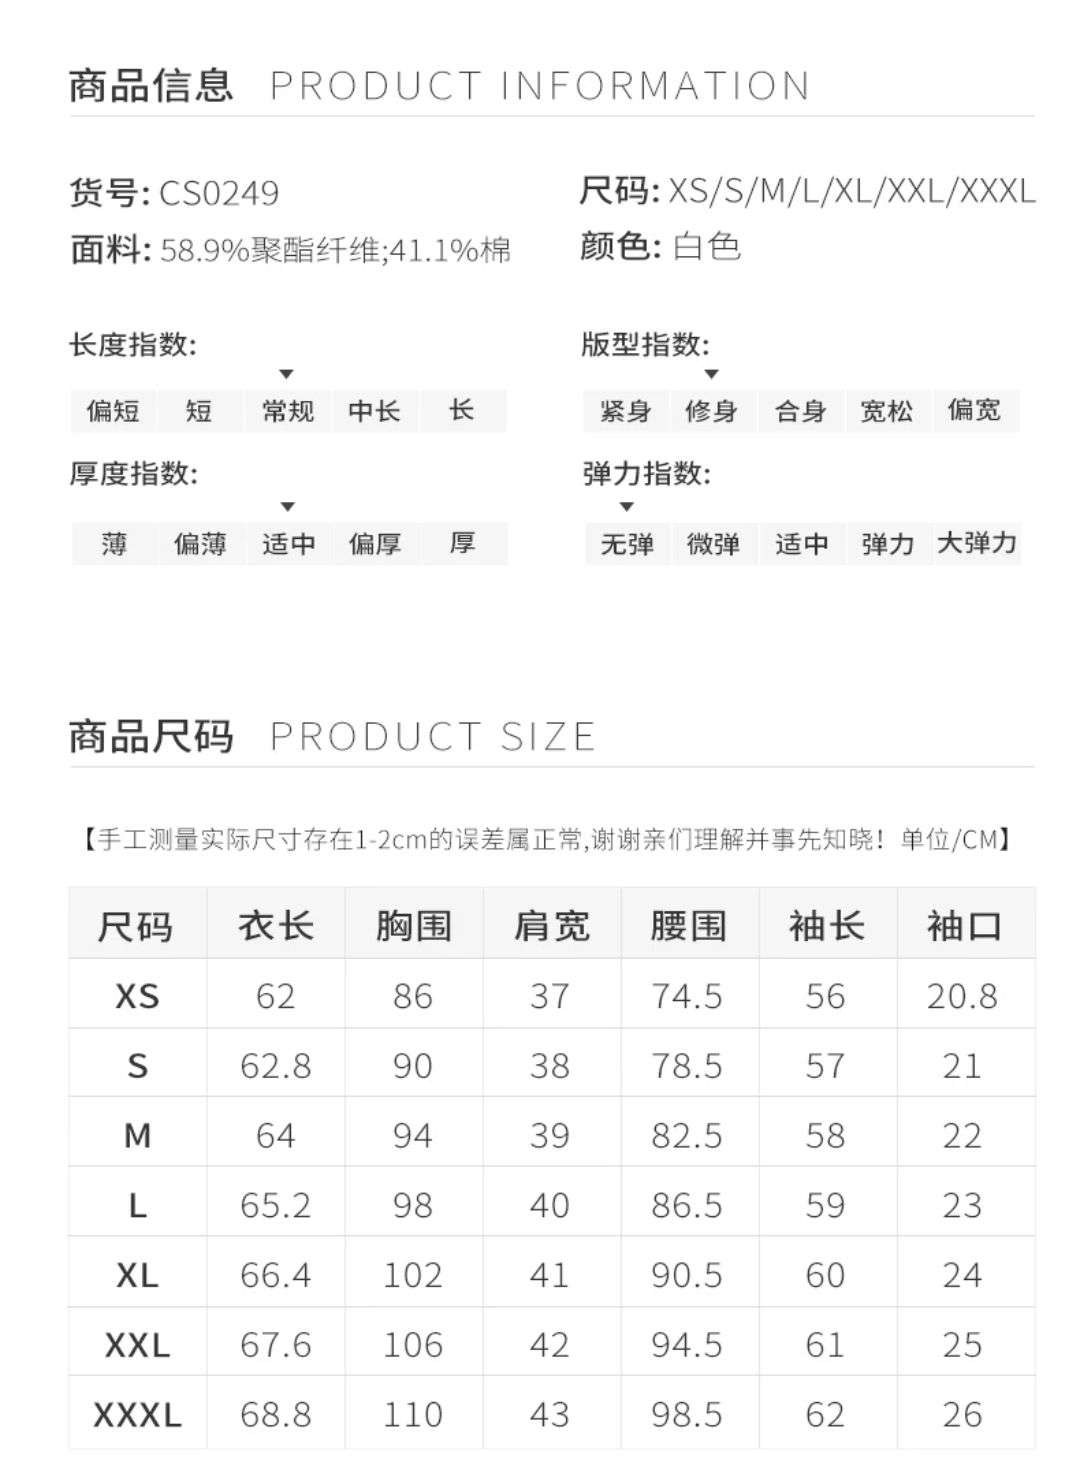 商品信息 PRODUCT INFORMATION
货号: CS0249 尺码: XS/S/M/L/XL/XXL/XXXL
面料: 58.9%聚酯纤维;41.1%棉 颜色: 白色
长度指数: 版型指数:
偏短 短 常规 中长 长 紧身 修身 合身 宽松 偏宽
厚度指数: 弹力指数:
薄 偏薄 适中 偏厚 厚 无弹 微弹 适中 弹力 大弹力
商品尺码 PRODUCT SIZE
【手工测量实际尺寸存在1-2cm的误差属正常,谢谢亲们理解并事先知晓！单位/CM】
尺码 衣长 胸围 肩宽 腰围 袖长 袖口
XS 62 86 37 74.5 56 20.8
S 62.8 90 38 78.5 57 21
M 64 94 39 82.5 58 22
L 65.2 98 40 86.5 59 23
XL 66.4 102 41 90.5 60 24
XXL 67.6 106 42 94.5 61 25
XXXL 68.8 110 43 98.5 62 26